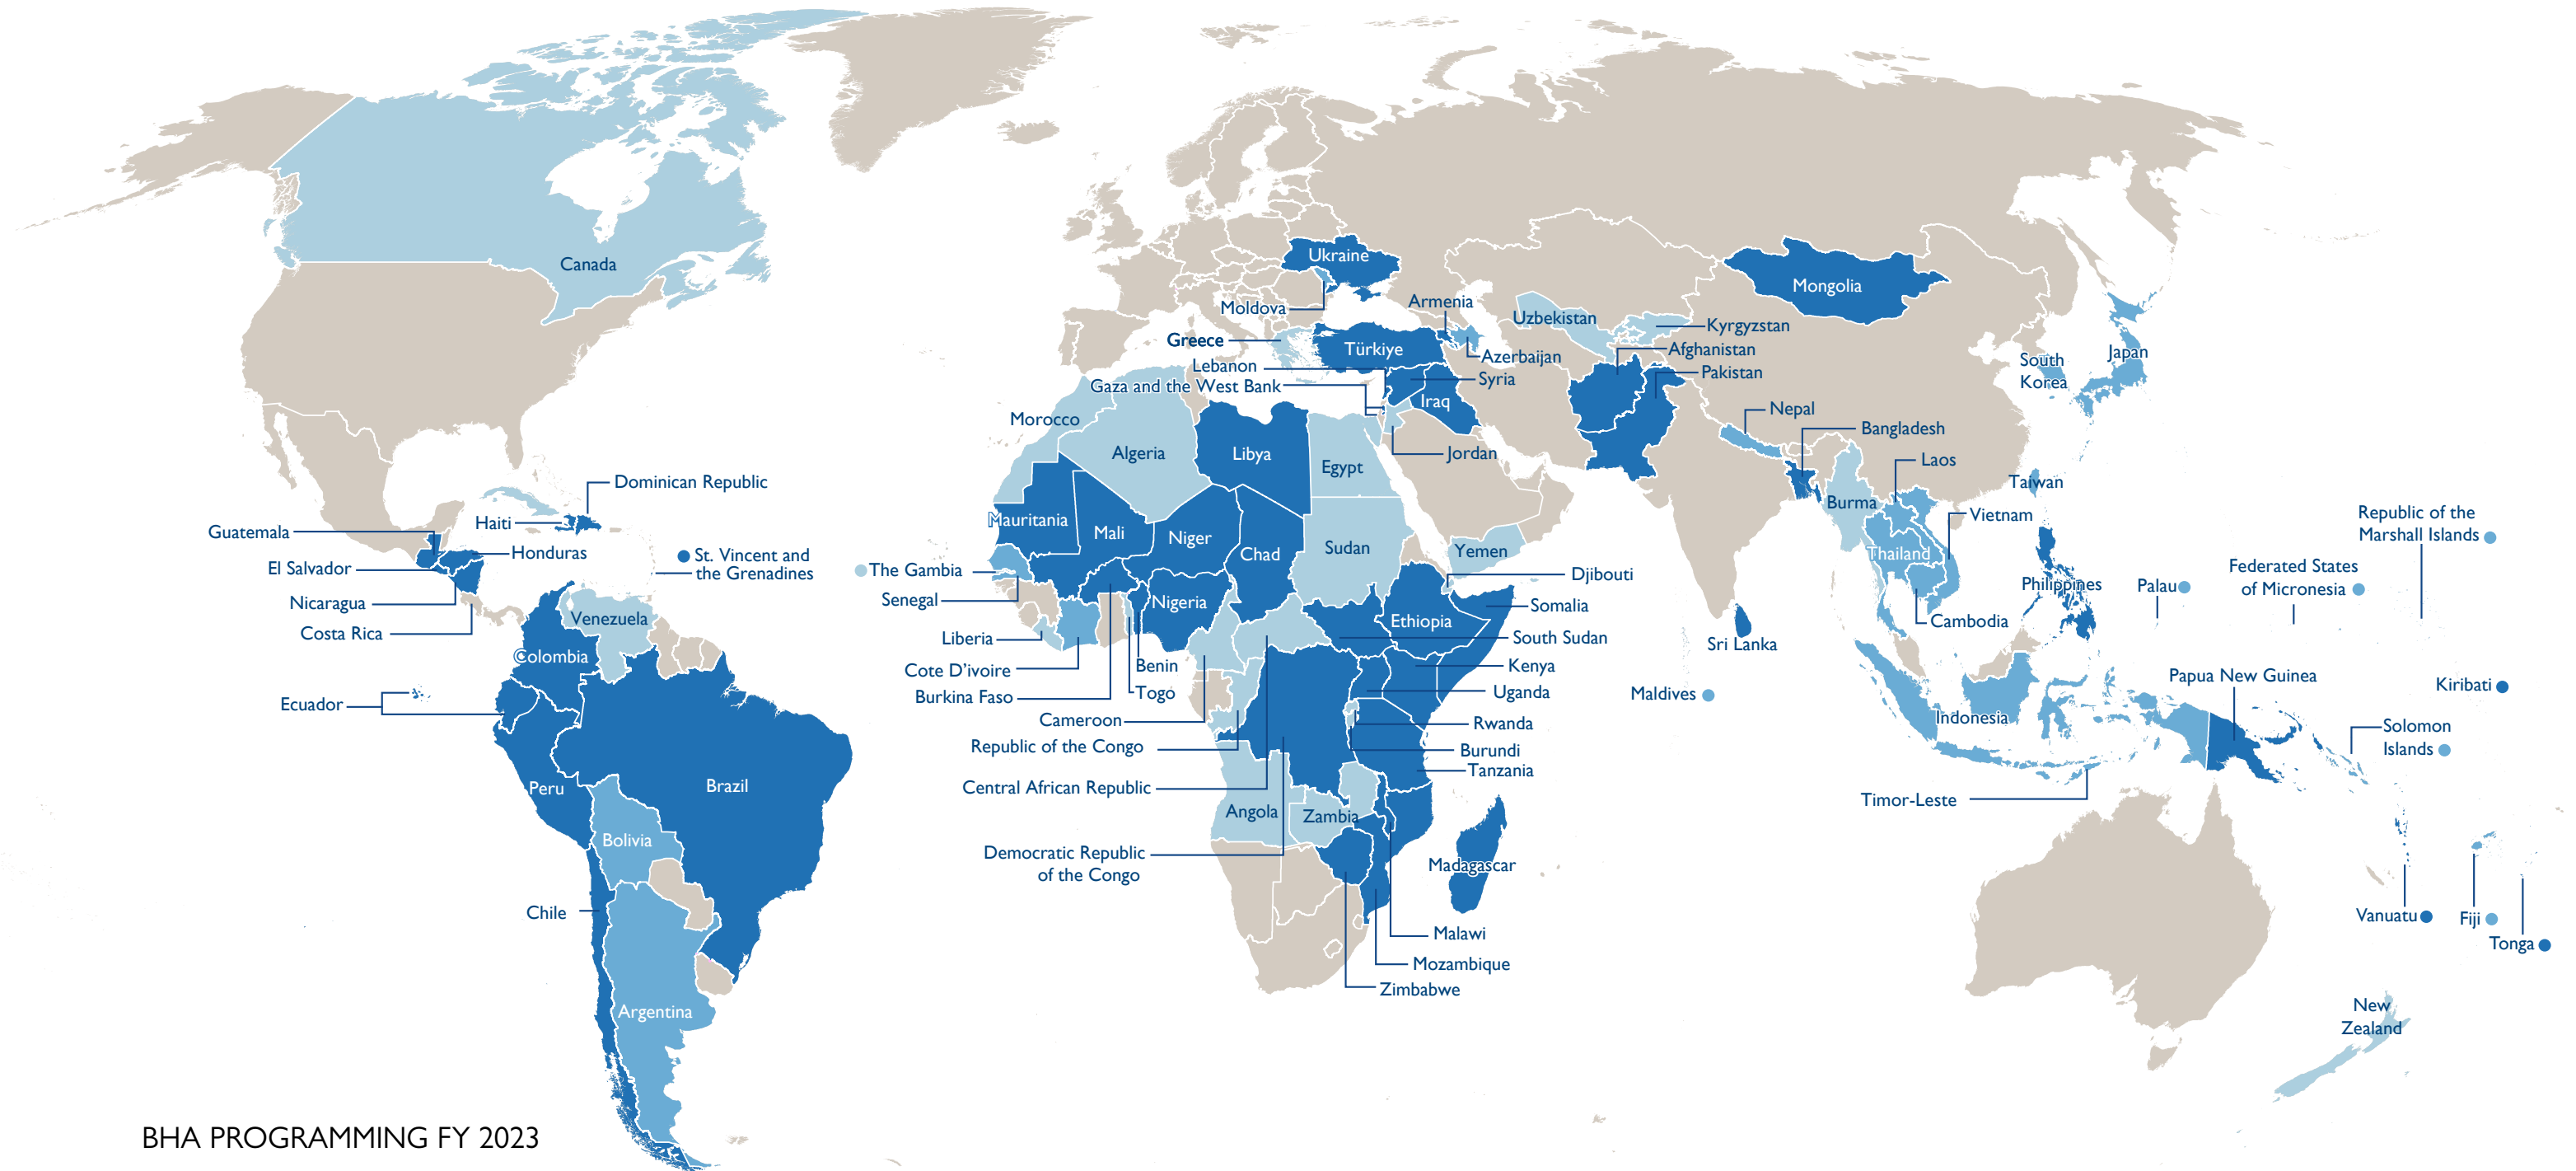 Canada
Ukraine
Mongolia
Moldova
Armenia
Uzbekistan
Kyrgyzstan
Greece
Türkiye
Azerbaijan
Afghanistan
Lebanon
Syria
Pakistan
Gaza and the West Bank
Iraq
South
Korea
Japan
Morocco
Algeria
Libya
Egypt
Jordan
Nepal
Bangladesh
Laos
Dominican Republic
Haiti
Guatemala
Honduras
St. Vincent and
the Grenadines
El Salvador
Nicaragua
Costa Rica
Mauritania
Mali
Niger
Chad
Sudan
Yemen
Burma
Taiwan
Vietnam
Thailand
Republic of the
Marshall Islands
The Gambia
Senegal
Nigeria
Djibouti
Somalia
Ethiopia
South Sudan
Philippines
Palau
Federated States
of Micronesia
Venezuela
Colombia
Liberia
Cote D’ivoire
Burkina Faso
Benin
Togo
Kenya
Uganda
Sri Lanka
Cambodia
Maldives
Papua New Guinea
Kiribati
Ecuador
Cameroon
Republic of the Congo
Rwanda
Burundi
Tanzania
Indonesia
Solomon
Islands
Peru
Brazil
Central African Republic
Angola
Zambia
Timor-Leste
Bolivia
Democratic Republic
of the Congo
Madagascar
Chile
Malawi
Mozambique
Zimbabwe
Vanuatu
Fiji
Tonga
Argentina
New
Zealand
BHA PROGRAMMING FY 2023